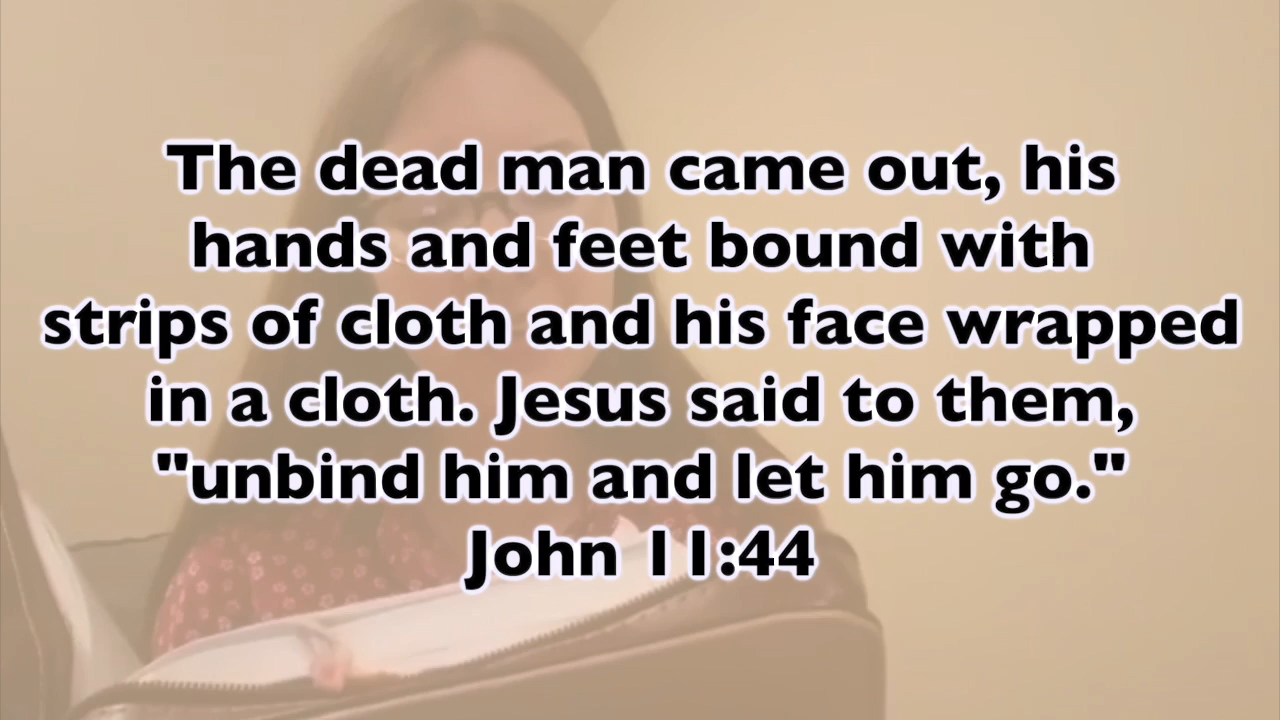 The dead man came out, his
hands and feet bound with
strips of cloth and his face wrapped
in a cloth. Jesus said to them,
"unbind him and let him go."
John 11:44